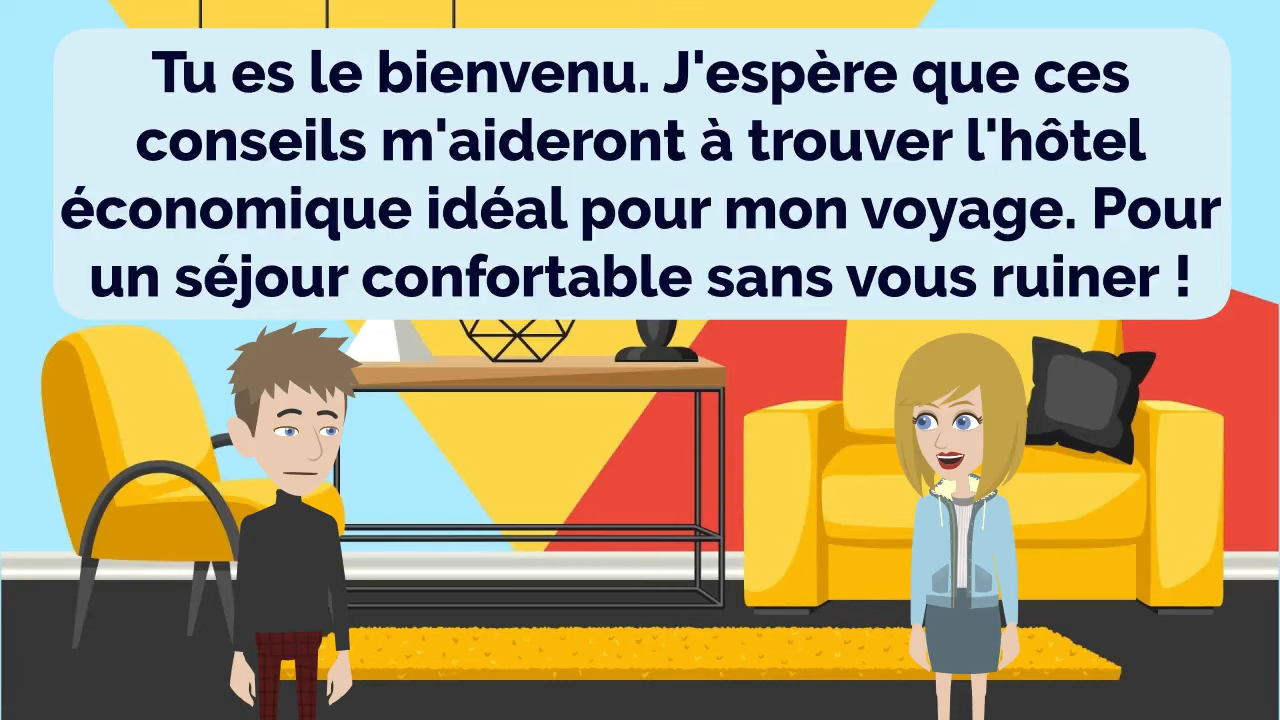 Tu es le bienvenu. J'espère que ces
conseils m'aideront à trouver l'hôtel
économique idéal pour mon voyage. Pour
un séjour confortable sans vous ruiner !